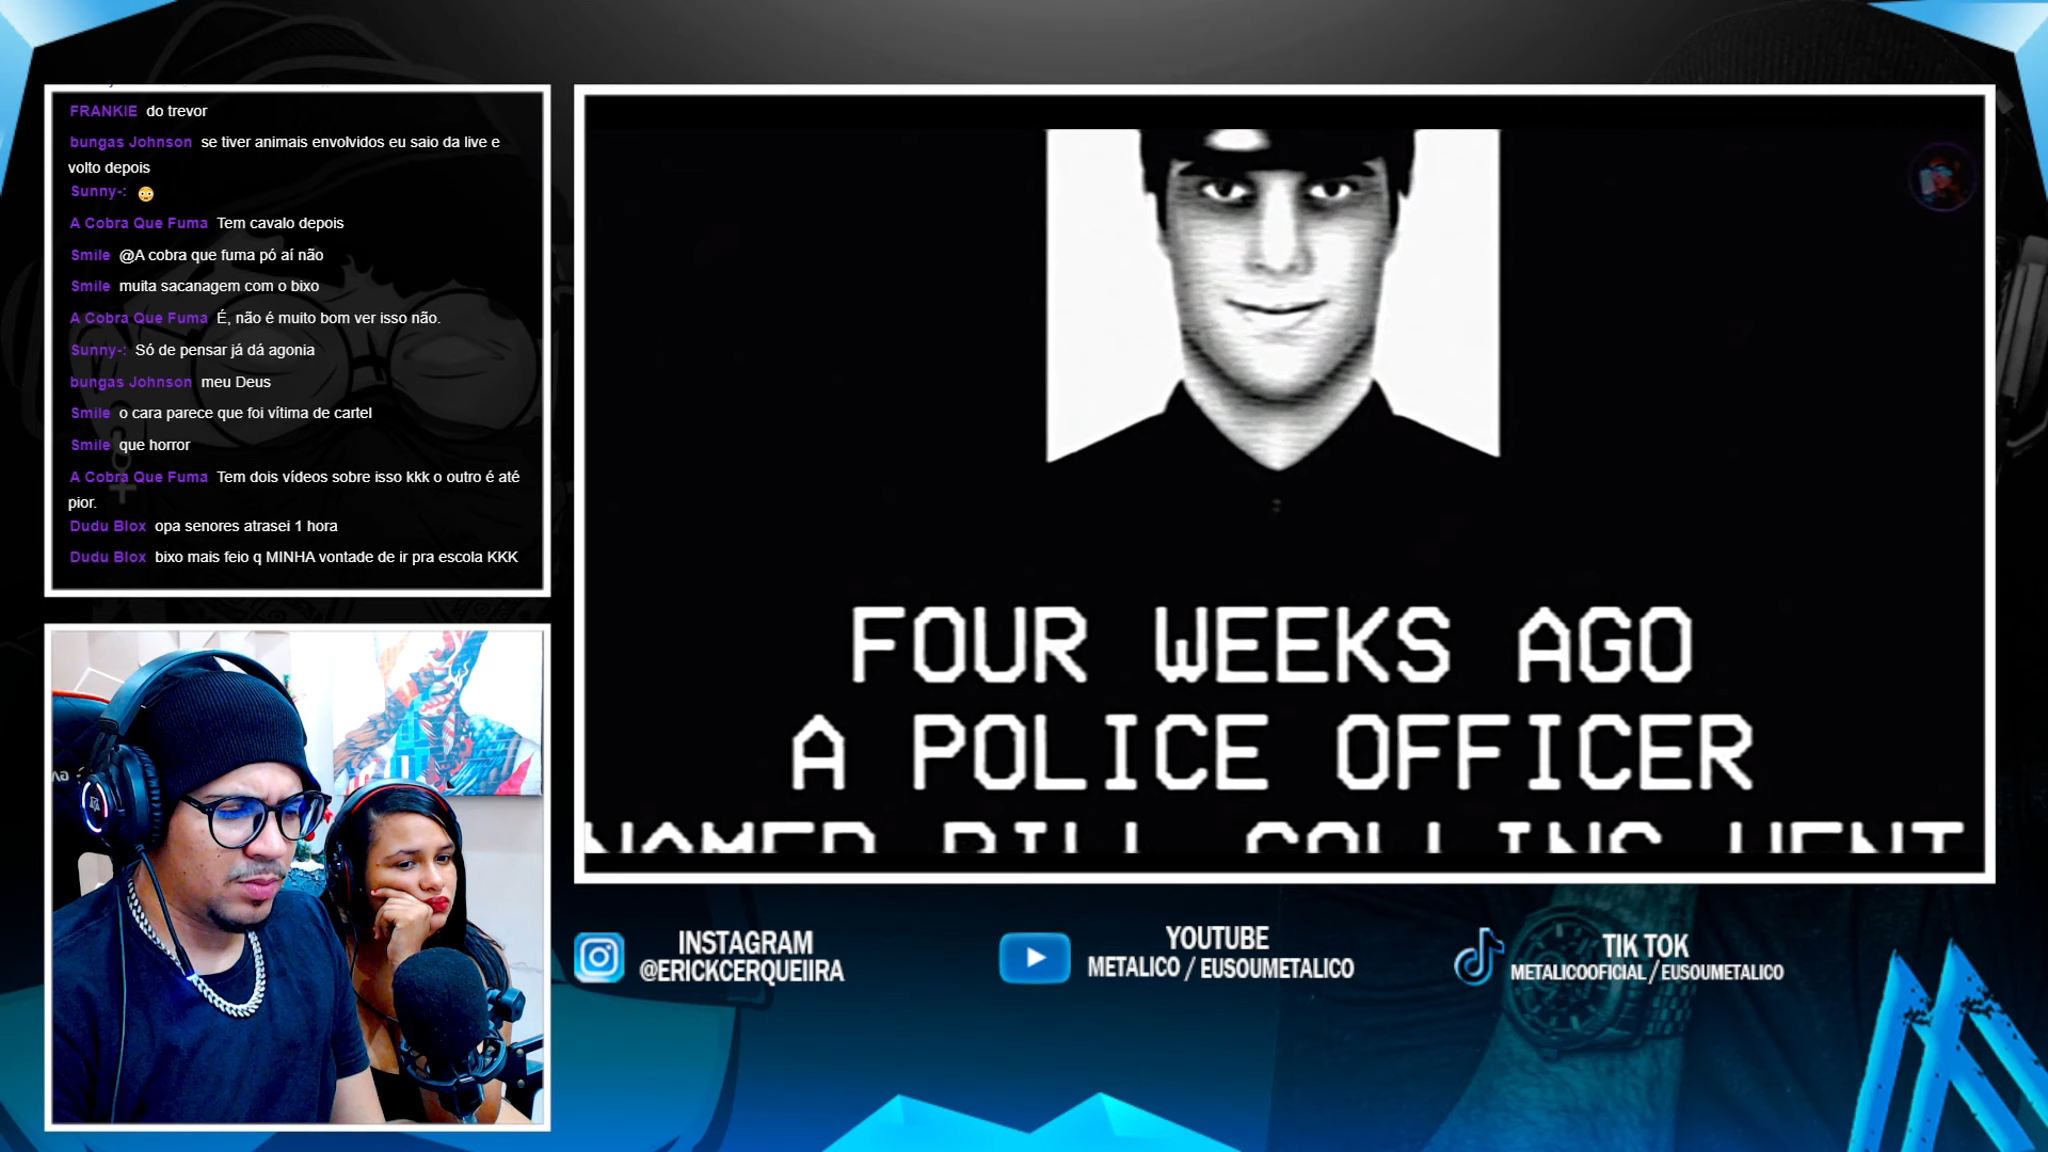 FRANKIE do trevor
bungas Johnson se tiver animais envolvidos eu saio da live e
volto depois
Sunny-: 😳
A Cobra Que Fuma Tem cavalo depois
Smile @A cobra que fuma pó aí não
Smile muita sacanagem com o bixo
A Cobra Que Fuma É, não é muito bom ver isso não.
Sunny-: Só de pensar já dá agonia
bungas Johnson meu Deus
Smile o cara parece que foi vítima de cartel
Smile que horror
A Cobra Que Fuma Tem dois vídeos sobre isso kkk o outro é até
pior.
Dudu Blox opa senores atrasei 1 hora
Dudu Blox bixo mais feio q MINHA vontade de ir pra escola KKK
FOUR WEEKS AGO
A POLICE OFFICER
NAMED BILL COLLINS WENT
INSTAGRAM
@ERICKCERQUEIIRA
YOUTUBE
METALICO / EUSOUMETALICO
TIK TOK
METALICOOFICIAL / EUSOUMETALICO